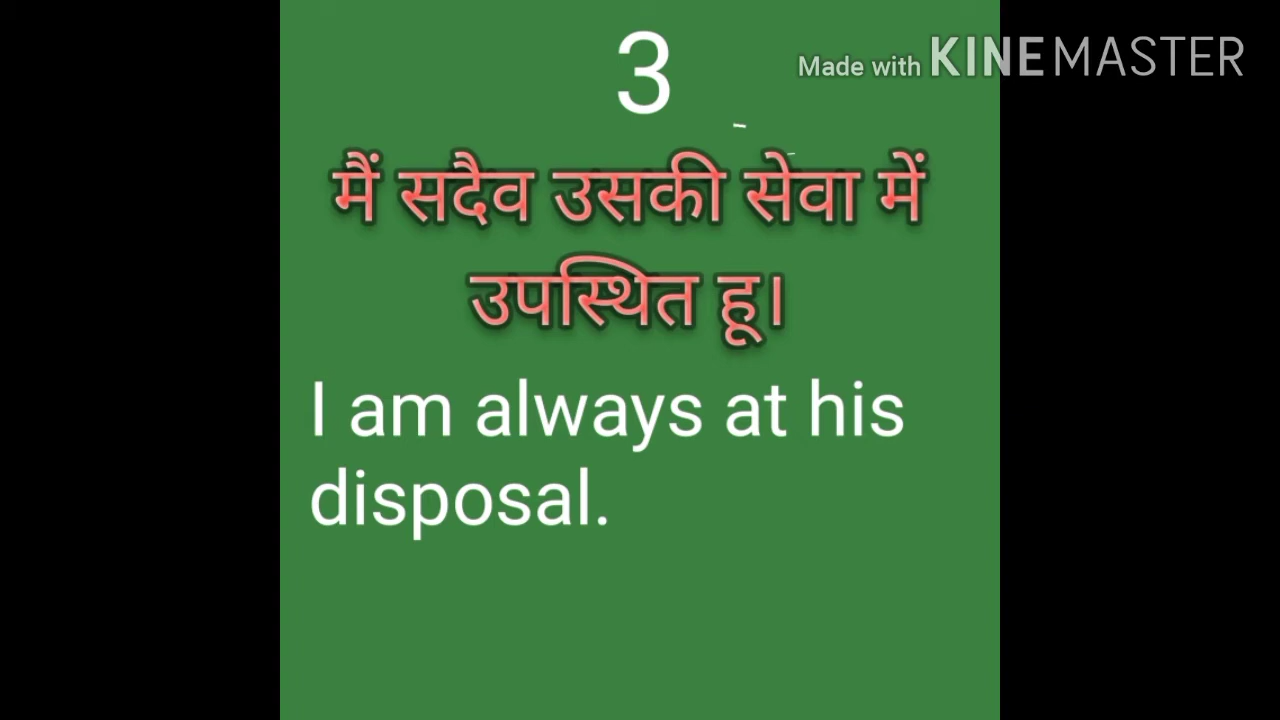 3
Made with KINEMASTER
मैं सदैव उसकी सेवा में
उपस्थित हू।
I am always at his
disposal.